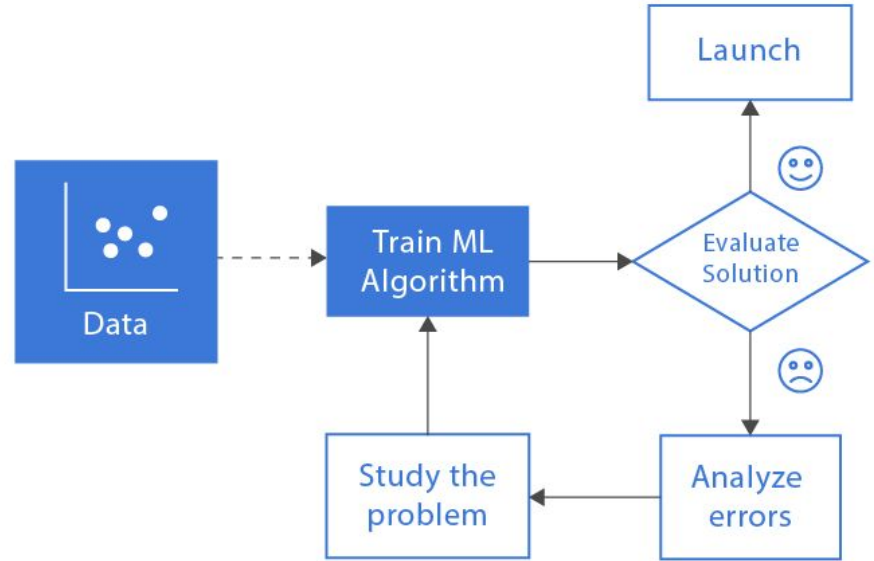 Launch
Data
Train ML
Algorithm
Evaluate
Solution
Study the
problem
Analyze
errors